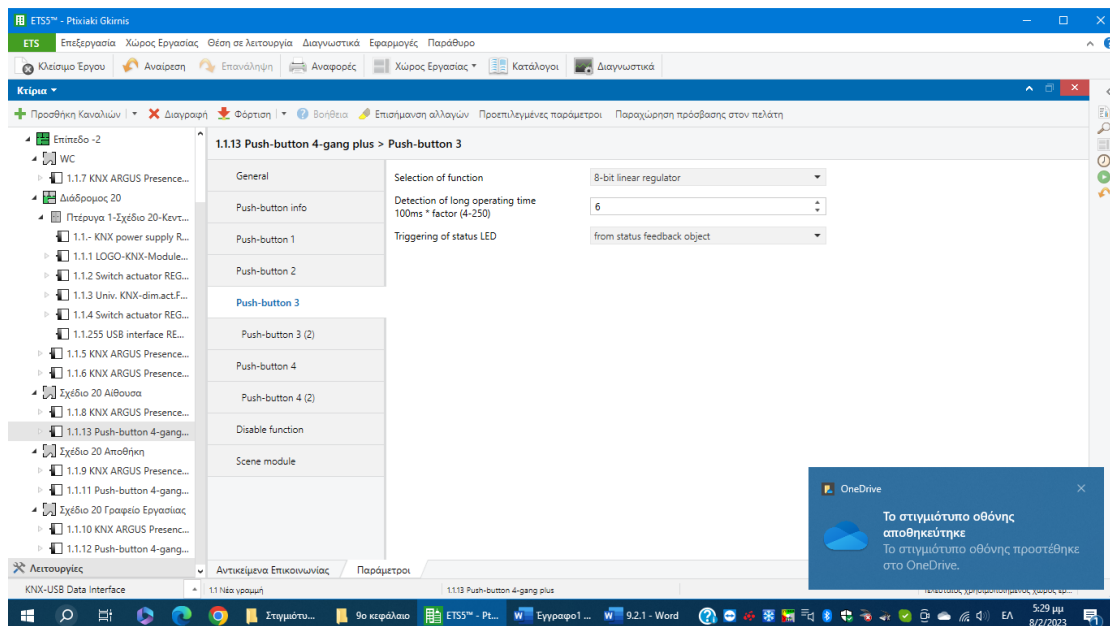 ETS5™ - Ptixiaki Gkirnis
ETS Επεξεργασία Χώρος Εργασίας Θέση σε λειτουργία Διαγνωστικά Εφαρμογές Παράθυρο
Κλείσιμο Έργου Αναίρεση Επανάληψη Αναφορές Χώρος Εργασίας Κατάλογοι Διαγνωστικά
Κτίρια
Προσθήκη Καναλιών Διαγραφή Φόρτιση Βοήθεια Επισήμανση αλλαγών Προεπιλεγμένες παράμετροι Παραχώρηση πρόσβασης στον πελάτη
Επίπεδο -2
WC
1.1.7 KNX ARGUS Presence...
Διάδρομος 20
Πτέρυγα 1-Σχέδιο 20-Κεντ...
1.1.- KNX power supply R...
1.1.1 LOGO-KNX-Module...
1.1.2 Switch actuator REG...
1.1.3 Univ. KNX-dim.act.F...
1.1.4 Switch actuator REG...
1.1.255 USB interface RE...
1.1.5 KNX ARGUS Presence...
1.1.6 KNX ARGUS Presence...
Σχέδιο 20 Αίθουσα
1.1.8 KNX ARGUS Presence...
1.1.13 Push-button 4-gang...
Σχέδιο 20 Αποθήκη
1.1.9 KNX ARGUS Presence...
1.1.11 Push-button 4-gang...
Σχέδιο 20 Γραφείο Εργασίας
1.1.10 KNX ARGUS Presenc...
1.1.12 Push-button 4-gang...
Λειτουργίες
1.1.13 Push-button 4-gang plus > Push-button 3
General
Push-button info
Push-button 1
Push-button 2
Push-button 3
Push-button 3 (2)
Push-button 4
Push-button 4 (2)
Disable function
Scene module
Selection of function 8-bit linear regulator
Detection of long operating time
100ms * factor (4-250) 6
Triggering of status LED from status feedback object
Αντικείμενα Επικοινωνίας Παράμετροι
OneDrive
Το στιγμιότυπο οθόνης
αποθηκεύτηκε
Το στιγμιότυπο οθόνης προστέθηκε
στο OneDrive.
KNX-USB Data Interface 1.1 Νέα γραμμή 1.1.13 Push-button 4-gang plus
Στιγμιότυ... 9ο κεφάλαιο ETS5™ - Pt... Έγγραφο1 ... 9.2.1 - Word ΕΛ 5:29 μμ
8/2/2023